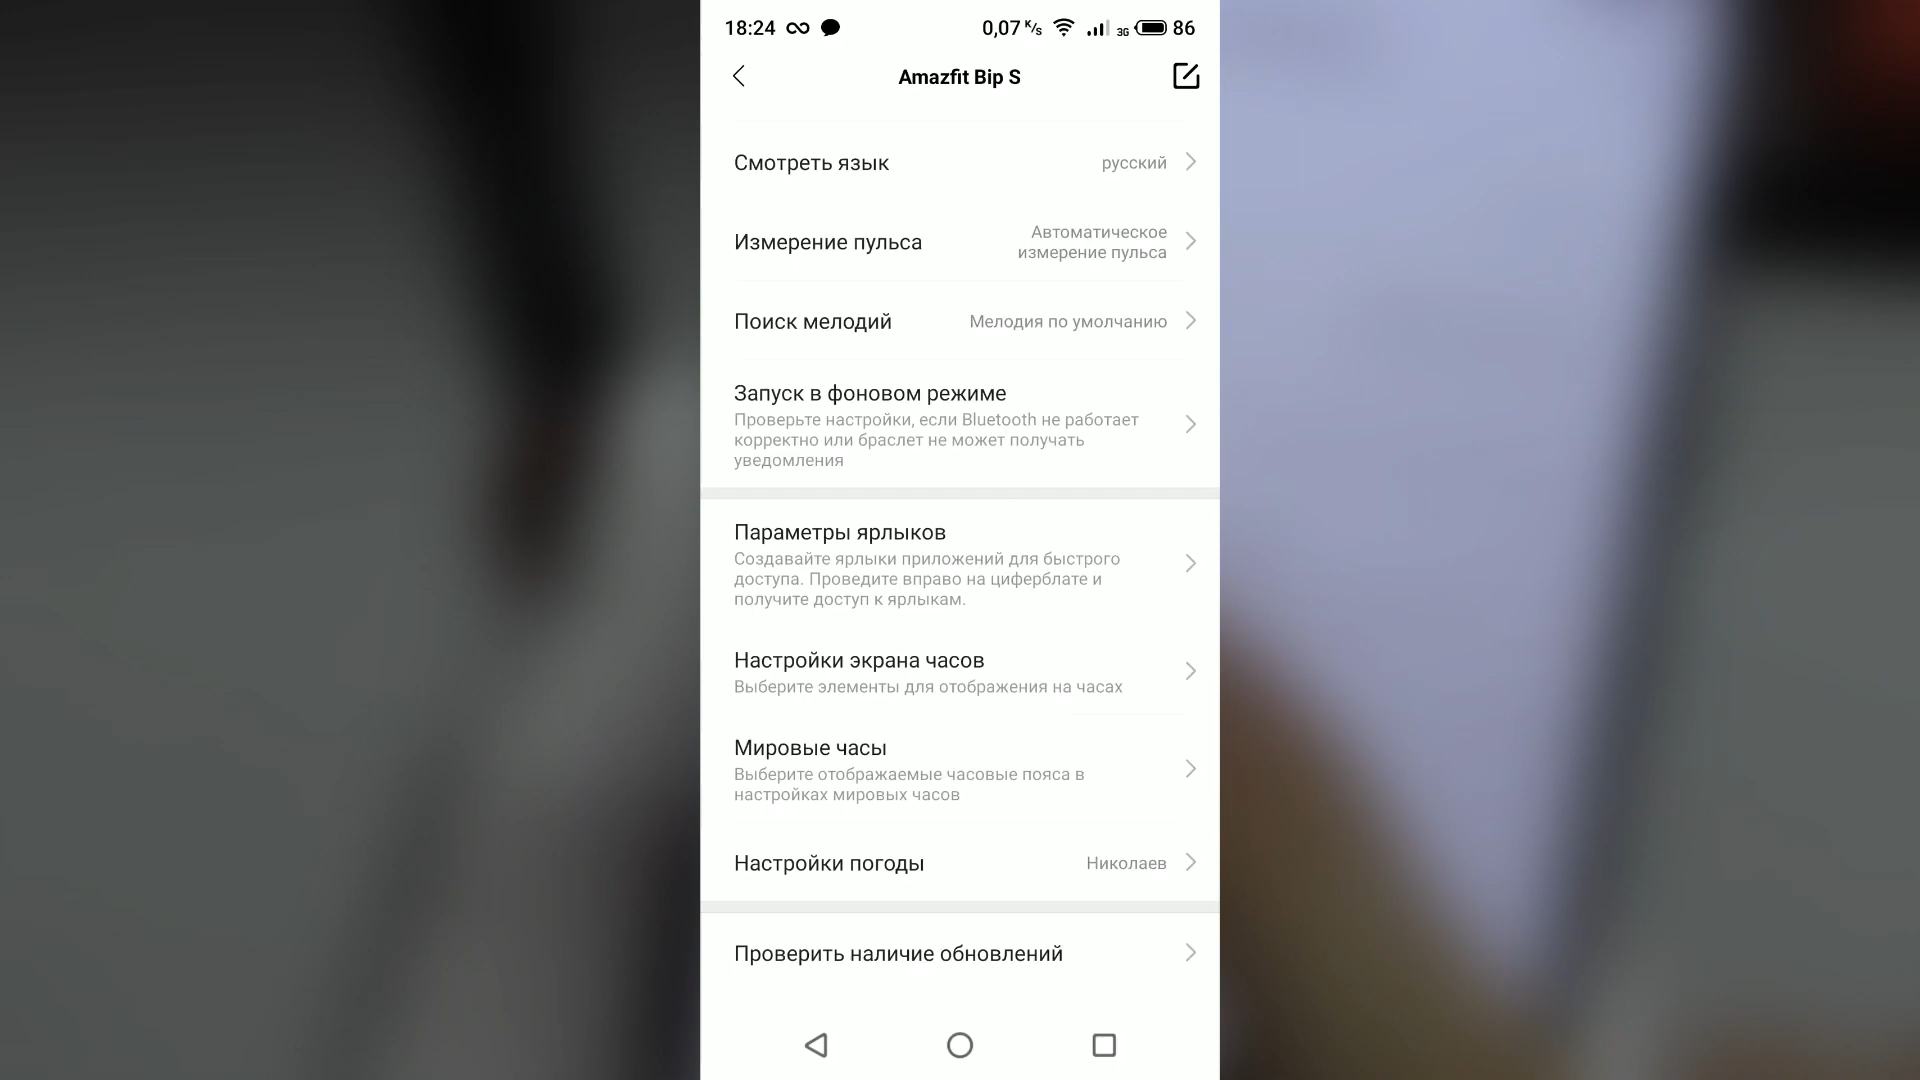 18:24 0,07 K/s 3G 86
Amazfit Bip S
Смотреть язык русский
Измерение пульса Автоматическое
измерение пульса
Поиск мелодий Мелодия по умолчанию
Запуск в фоновом режиме
Проверьте настройки, если Bluetooth не работает
корректно или браслет не может получать
уведомления
Параметры ярлыков
Создавайте ярлыки приложений для быстрого
доступа. Проведите вправо на циферблате и
получите доступ к ярлыкам.
Настройки экрана часов
Выберите элементы для отображения на часах
Мировые часы
Выберите отображаемые часовые пояса в
настройках мировых часов
Настройки погоды Николаев
Проверить наличие обновлений